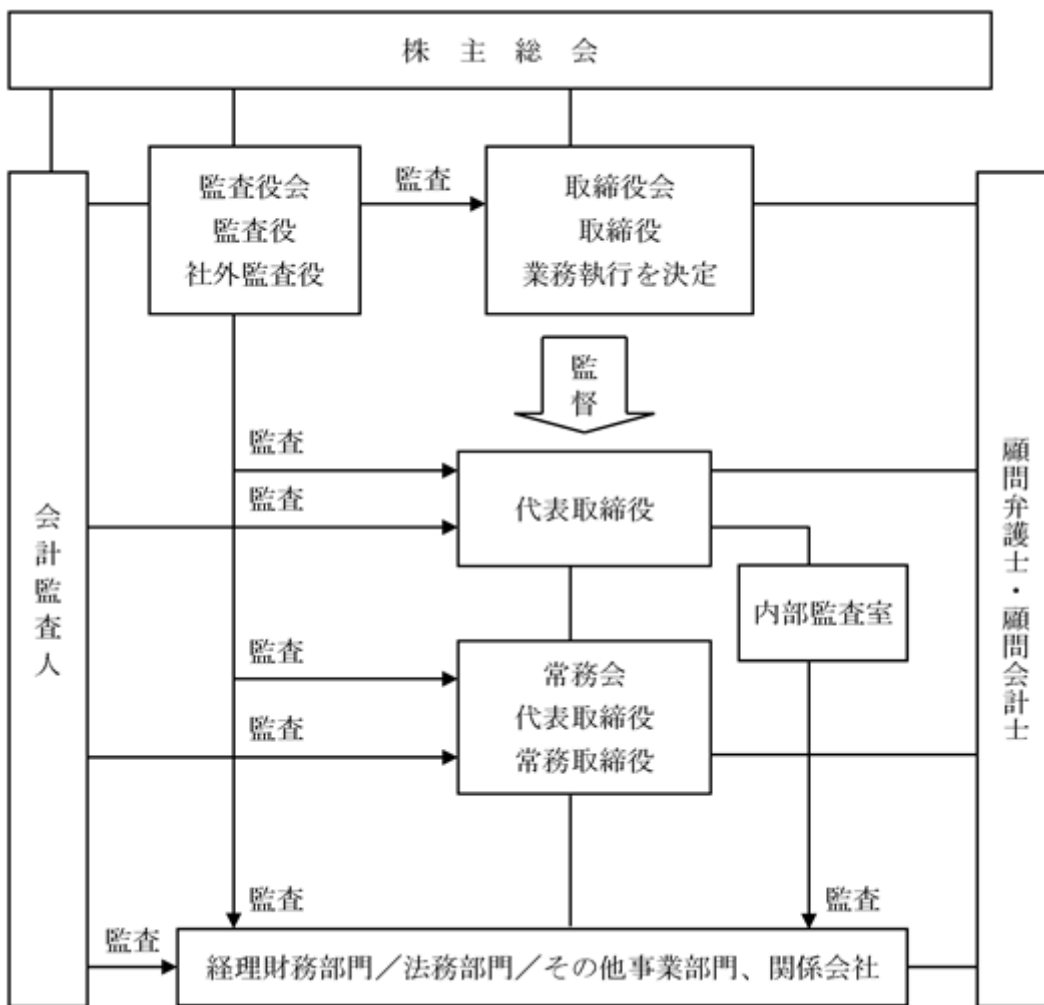 株主総会
監査役会
監査役
社外監査役
監査
取締役会
取締役
業務執行を決定
監督
監査
監査
代表取締役
内部監査室
監査
監査
常務会
代表取締役
常務取締役
会計監査人
顧問弁護士・顧問会計士
監査
監査
監査
経理財務部門／法務部門／その他事業部門、関係会社